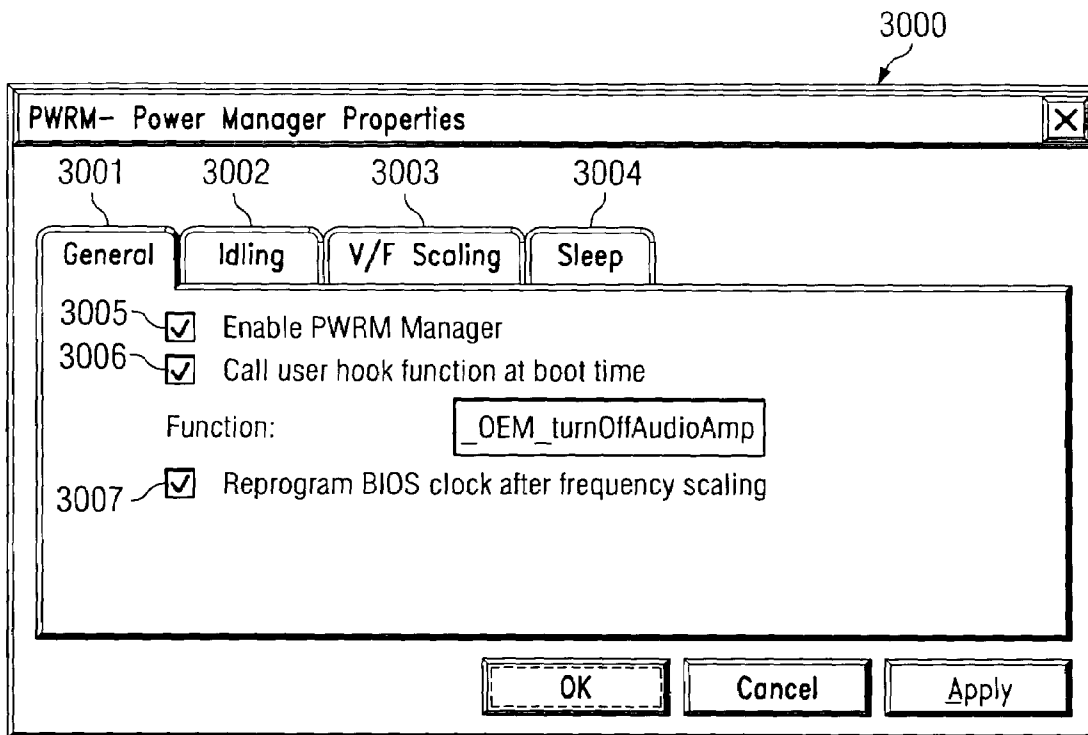 3000
PWRM- Power Manager Properties
3001 3002 3003 3004
General Idling V/F Scaling Sleep
3005 Enable PWRM Manager
3006 Call user hook function at boot time
Function: _OEM_turnOffAudioAmp
3007 Reprogram BIOS clock after frequency scaling
OK Cancel Apply